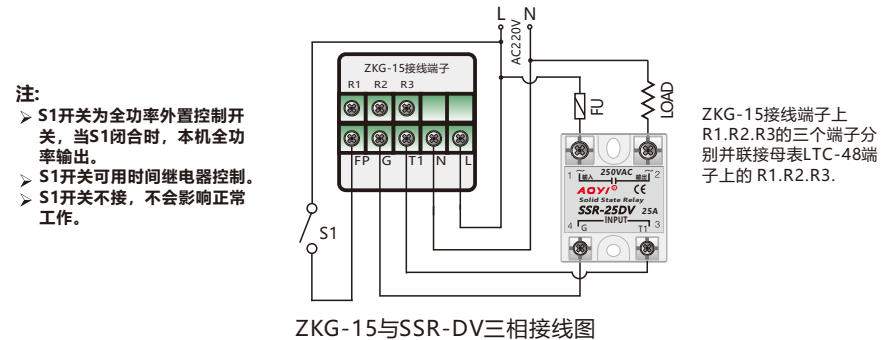 注:
➢ S1开关为全功率外置控制开
关，当S1闭合时，本机全功
率输出。
➢ S1开关可用时间继电器控制。
➢ S1开关不接，不会影响正常
工作。
L N
AC220V
ZKG-15接线端子
R1 R2 R3
FP G T1 N L
S1
FU
LOAD
1 ~ 输入 250VAC 输出 ~ 2
AOYI® CE
Solid State Relay
SSR-25DV 25A
4 INPUT 3
G T1
ZKG-15接线端子上
R1.R2.R3的三个端子分
别并联接母表LTC-48端
子上的 R1.R2.R3.
ZKG-15与SSR-DV三相接线图